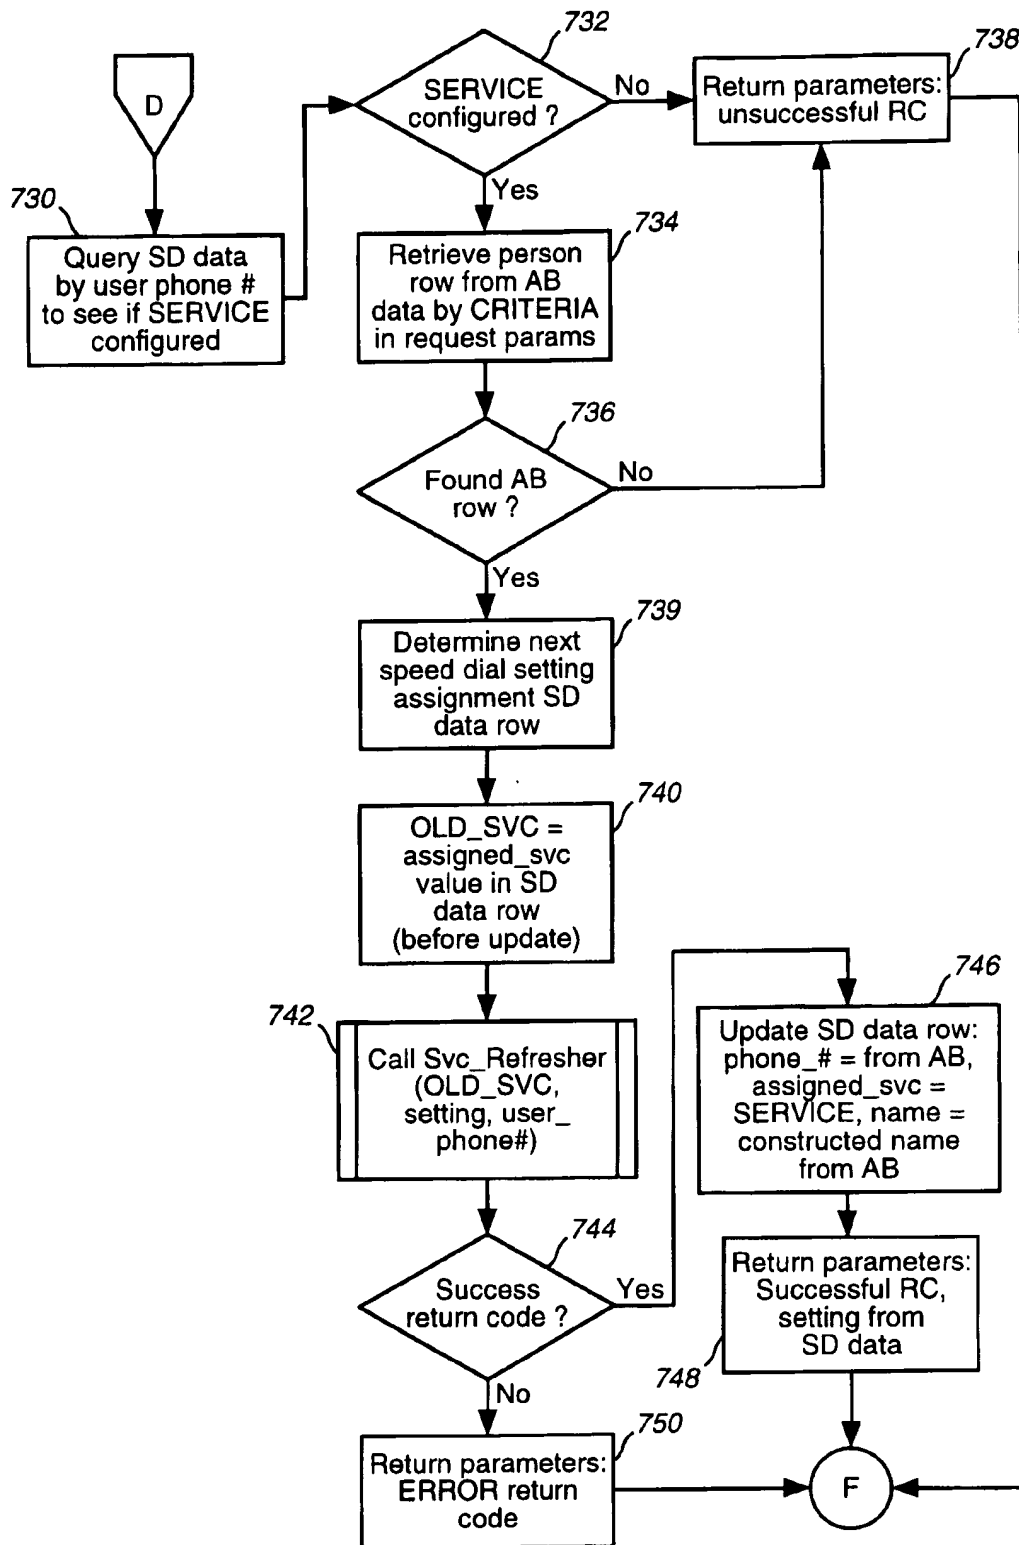 D
730
Query SD data
by user phone #
to see if SERVICE
configured
732
SERVICE
configured ?
No
Yes
738
Return parameters:
unsuccessful RC
734
Retrieve person
row from AB
data by CRITERIA
in request params
736
Found AB
row ?
No
Yes
739
Determine next
speed dial setting
assignment SD
data row
740
OLD_SVC =
assigned_svc
value in SD
data row
(before update)
742
Call Svc_Refresher
(OLD_SVC,
setting, user_
phone#)
744
Success
return code ?
Yes
No
746
Update SD data row:
phone_# = from AB,
assigned_svc =
SERVICE, name =
constructed name
from AB
748
Return parameters:
Successful RC,
setting from
SD data
750
Return parameters:
ERROR return
code
F